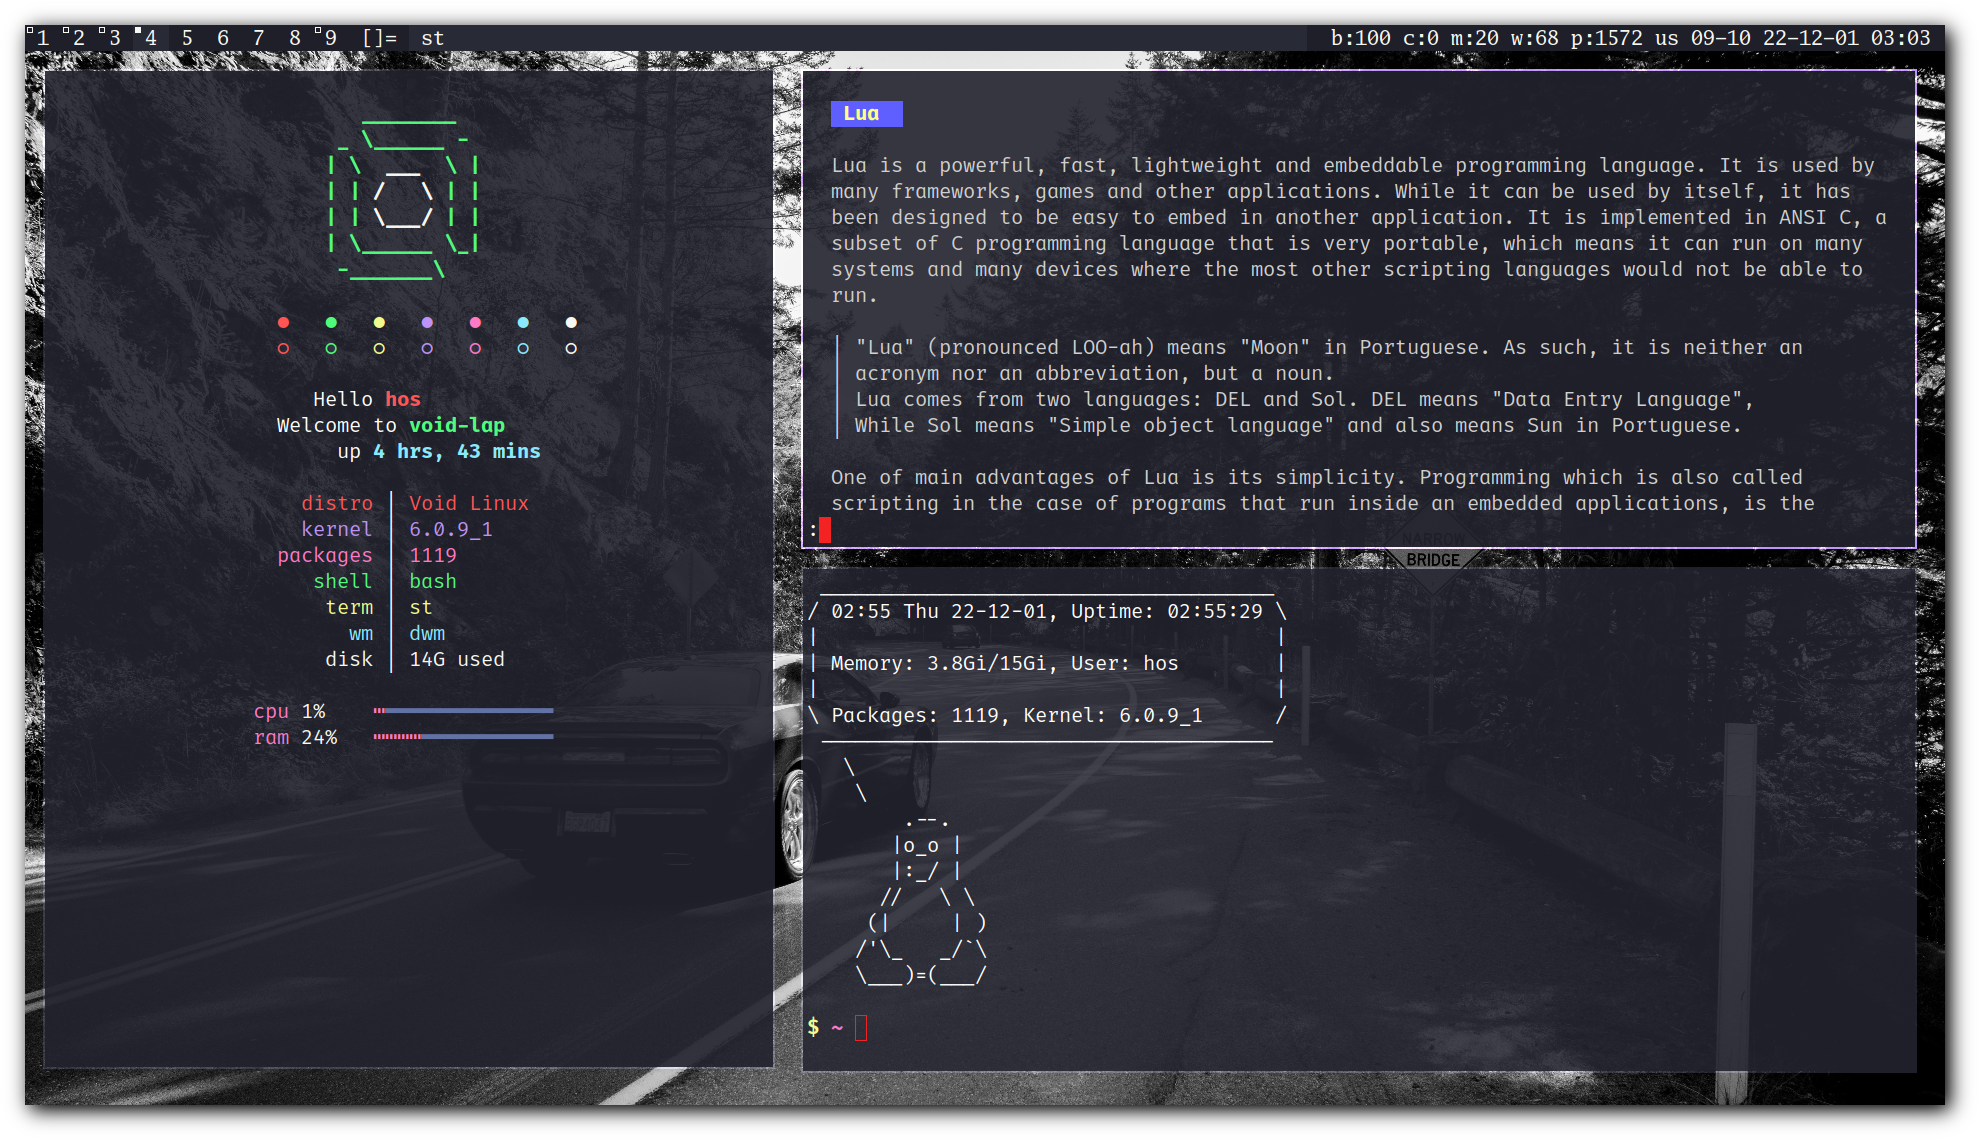 1 2 3 4 5 6 7 8 9 []= st
b:100 c:0 m:20 w:68 p:1572 us 09-10 22-12-01 03:03
Hello hos
Welcome to void-lap
up 4 hrs, 43 mins
distro | Void Linux
kernel | 6.0.9_1
packages | 1119
shell | bash
term | st
wm | dwm
disk | 14G used
cpu 1%
ram 24%
Lua
Lua is a powerful, fast, lightweight and embeddable programming language. It is used by
many frameworks, games and other applications. While it can be used by itself, it has
been designed to be easy to embed in another application. It is implemented in ANSI C, a
subset of C programming language that is very portable, which means it can run on many
systems and many devices where the most other scripting languages would not be able to
run.
"Lua" (pronounced LOO-ah) means "Moon" in Portuguese. As such, it is neither an
acronym nor an abbreviation, but a noun.
Lua comes from two languages: DEL and Sol. DEL means "Data Entry Language",
While Sol means "Simple object language" and also means Sun in Portuguese.
One of main advantages of Lua is its simplicity. Programming which is also called
scripting in the case of programs that run inside an embedded applications, is the
:
NARROW
BRIDGE
/ 02:55 Thu 22-12-01, Uptime: 02:55:29 \
| Memory: 3.8Gi/15Gi, User: hos |
\ Packages: 1119, Kernel: 6.0.9_1 /
\
\
.--.
|o_o |
|:_/ |
// \ \
(| | )
/'\_ _/`\
\___)=(___/
$ ~